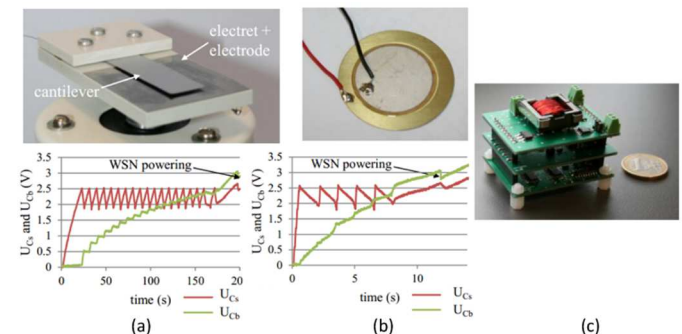 electret +
electrode
cantilever
3.5
3
2.5
2
1.5
1
0.5
0
U_Cs and U_Cb (V)
WSN powering
0 50 100 150 200
time (s)
U_Cs
U_Cb
(a)
3.5
3
2.5
2
1.5
1
0.5
0
U_Cs and U_Cb (V)
WSN powering
0 5 10
time (s)
U_Cs
U_Cb
(b)
(c)